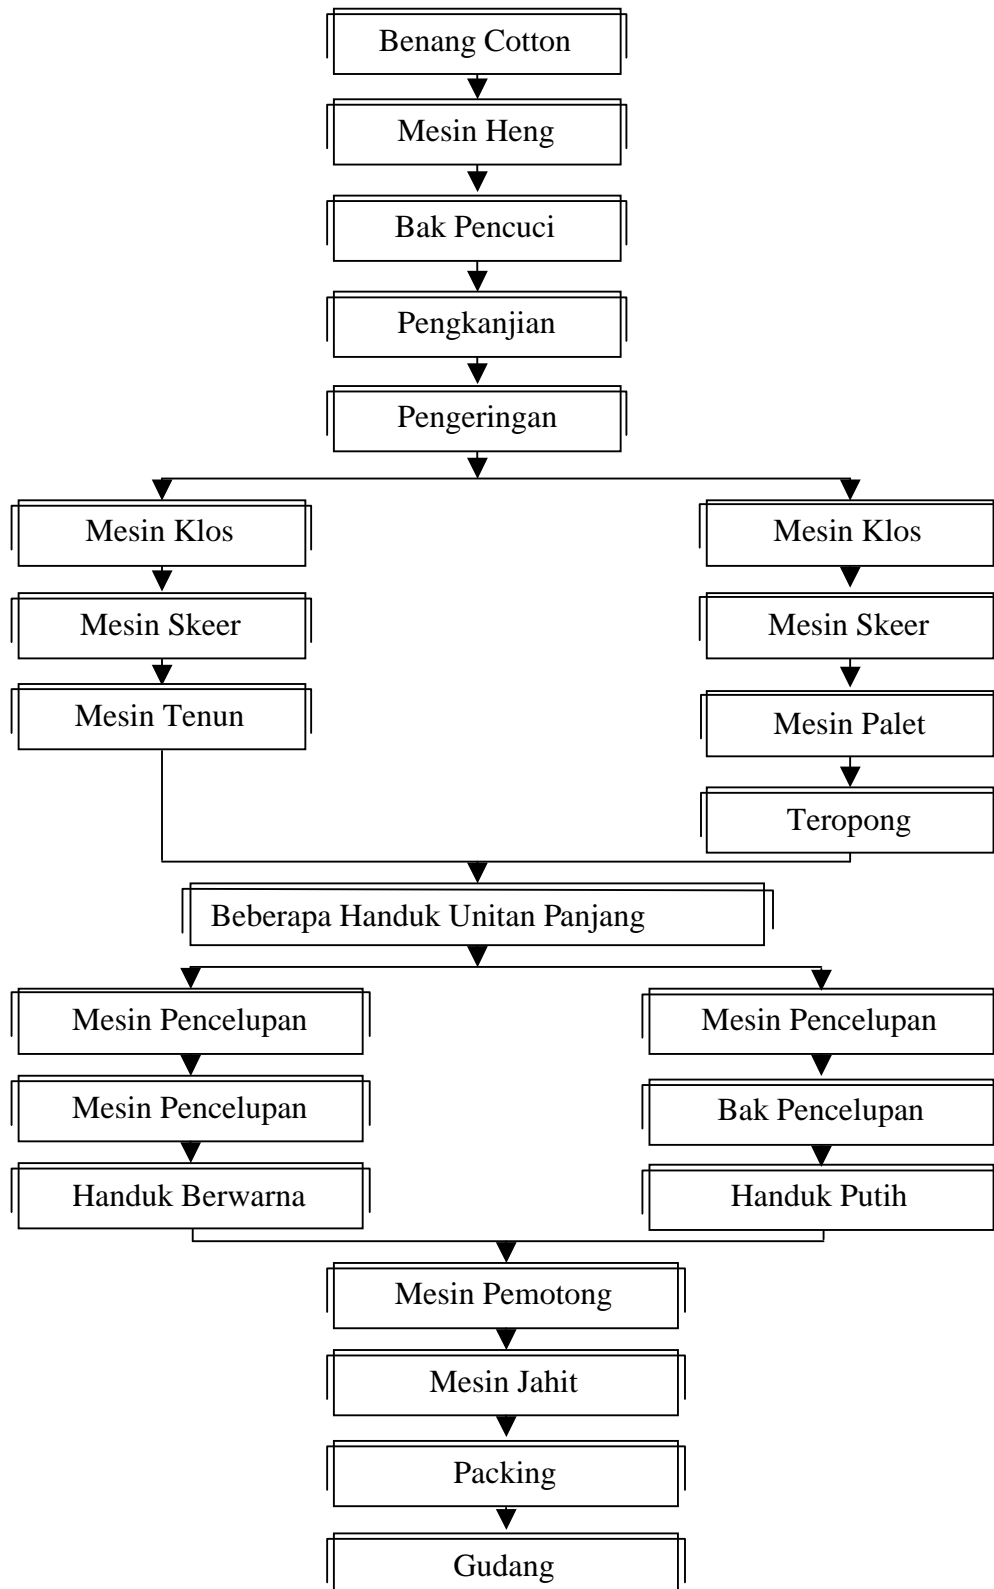 Benang Cotton
Mesin Heng
Bak Pencuci
Pengkanjian
Pengeringan
Mesin Klos
Mesin Klos
Mesin Skeer
Mesin Skeer
Mesin Tenun
Mesin Palet
Teropong
Beberapa Handuk Unitan Panjang
Mesin Pencelupan
Mesin Pencelupan
Mesin Pencelupan
Bak Pencelupan
Handuk Berwarna
Handuk Putih
Mesin Pemotong
Mesin Jahit
Packing
Gudang